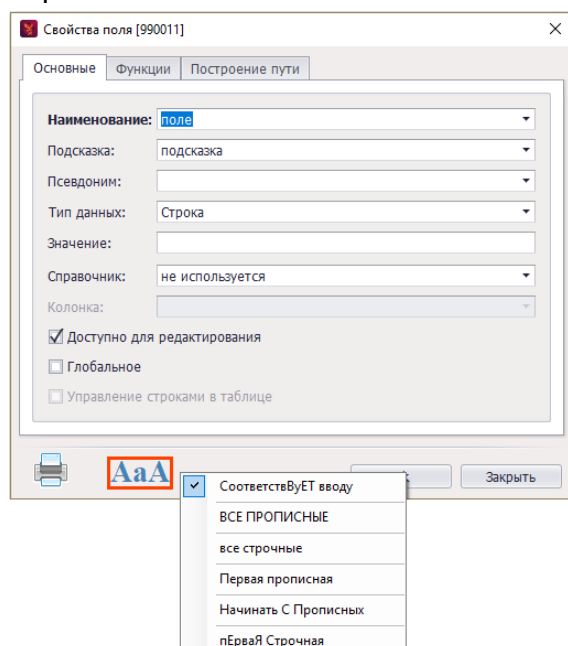 Свойства поля [990011]
Основные Функции Построение пути
Наименование: поле
Подсказка: подсказка
Псевдоним:
Тип данных: Строка
Значение:
Справочник: не используется
Колонка:
Доступно для редактирования
Глобальное
Управление строками в таблице
АаА Закрыть
СоответствВуЕТ вводу
ВСЕ ПРОПИСНЫЕ
все строчные
Первая прописная
Начинать С Прописных
пЕрваЯ Строчная